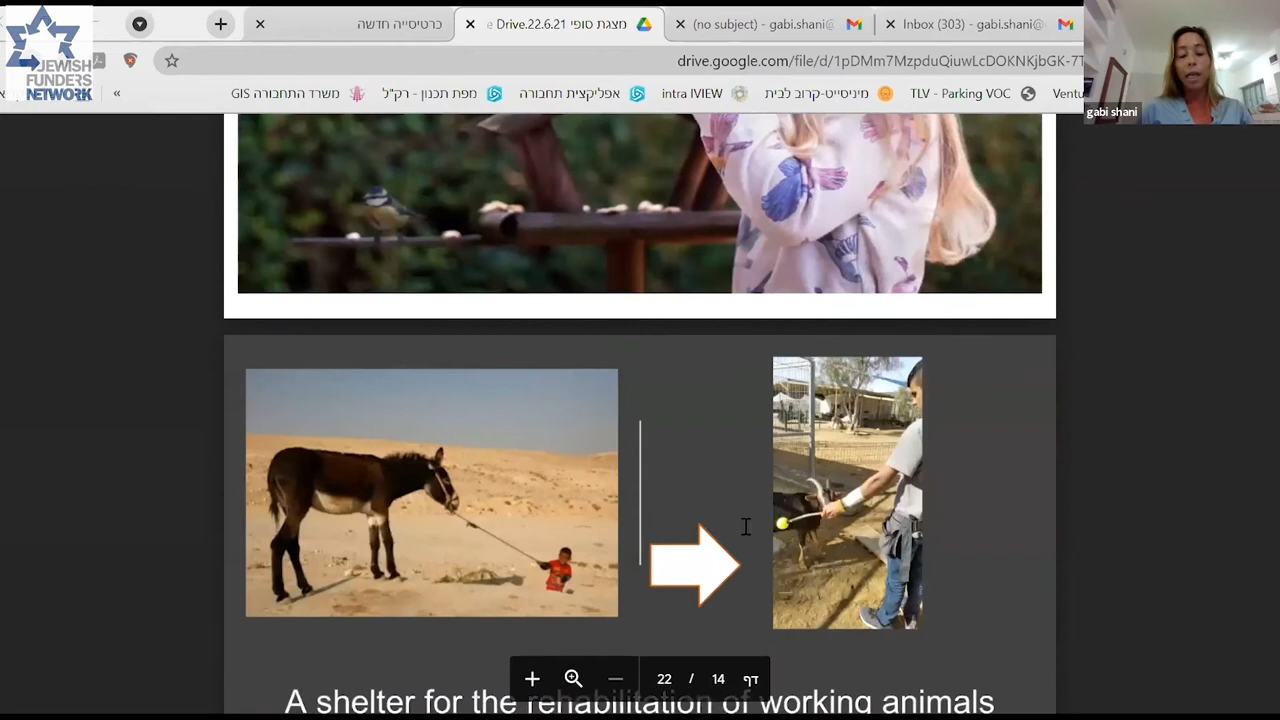 JEWISH
FUNDERS
NETWORK
כרטיסייה חדשה
מצגת סופי 22.6.21.Drive
(no subject) - gabi.shani@
Inbox (303) - gabi.shani@
drive.google.com/file/d/1pDMm7MzpduQiuwLcDOKNKjbGK-7T
«
משרד התחבורה GIS
מפת תכנון - רק"ל
אפליקצית תחבורה
intra IVIEW
מיניסייט-קרוב לבית
TLV - Parking VOC
Ventu
gabi shani
דף 14 / 22
A shelter for the rehabilitation of working animals